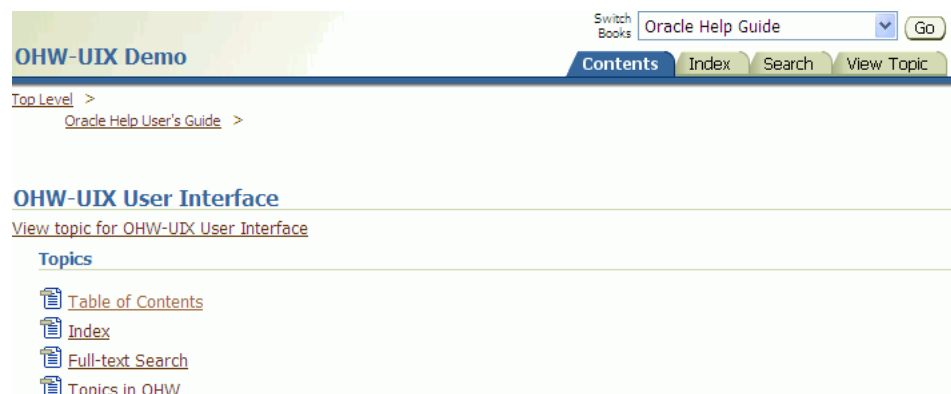 Switch
Books Oracle Help Guide Go
OHW-UIX Demo
Contents Index Search View Topic
Top Level >
Oracle Help User's Guide >
OHW-UIX User Interface
View topic for OHW-UIX User Interface
Topics
Table of Contents
Index
Full-text Search
Topics in OHW